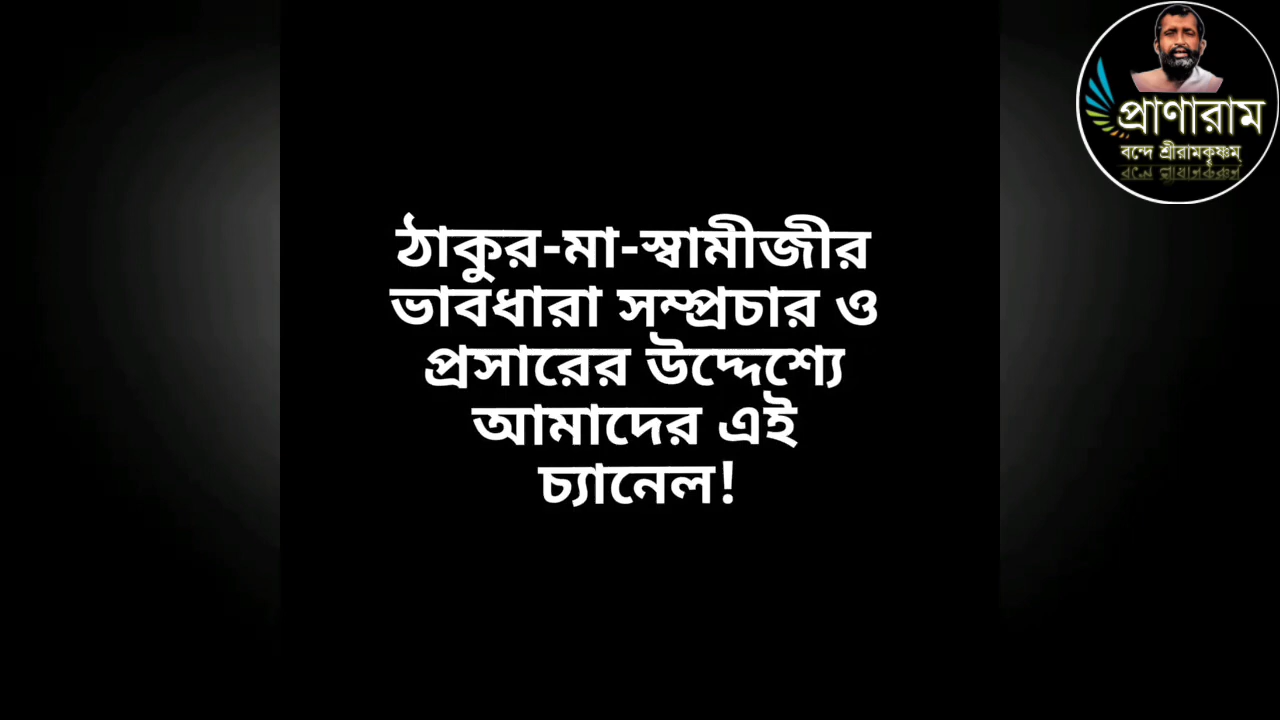 প্রাণারাম
বন্দে শ্রীরামকৃষ্ণম্
ঠাকুর-মা-স্বামীজীর
ভাবধারা সম্প্রচার ও
প্রসারের উদ্দেশ্যে
আমাদের এই
চ্যানেল!